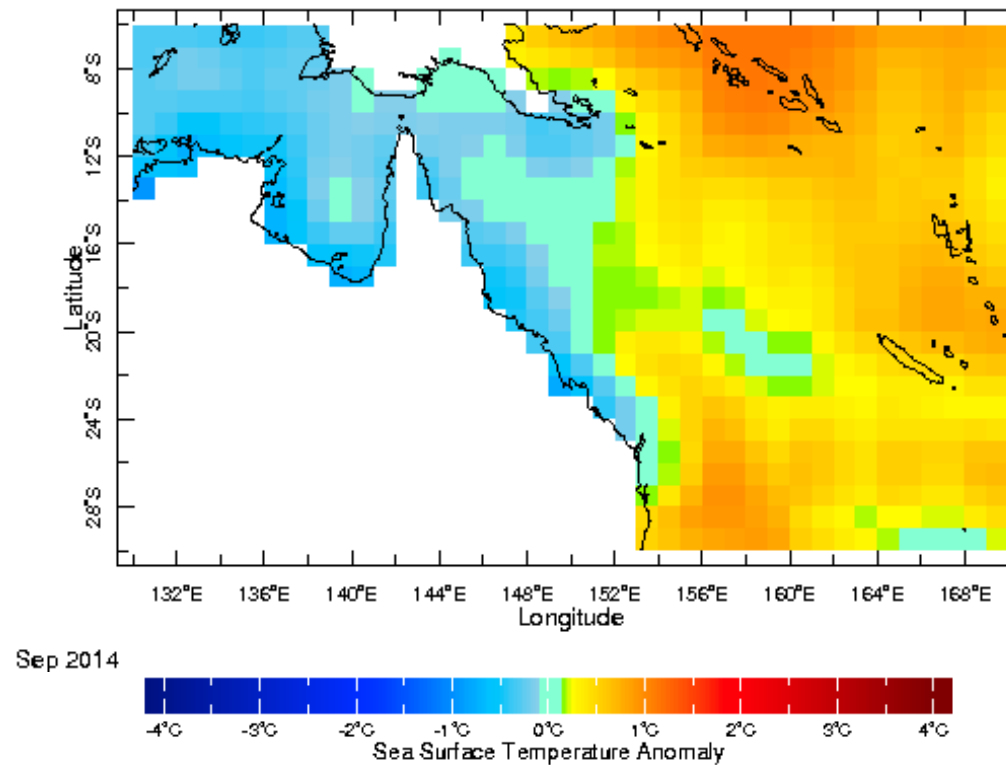 8°S
12°S
16°S
20°S
24°S
28°S
Latitude
132°E 136°E 140°E 144°E 148°E 152°E 156°E 160°E 164°E 168°E
Longitude
Sep 2014
-4°C -3°C -2°C -1°C 0°C 1°C 2°C 3°C 4°C
Sea Surface Temperature Anomaly